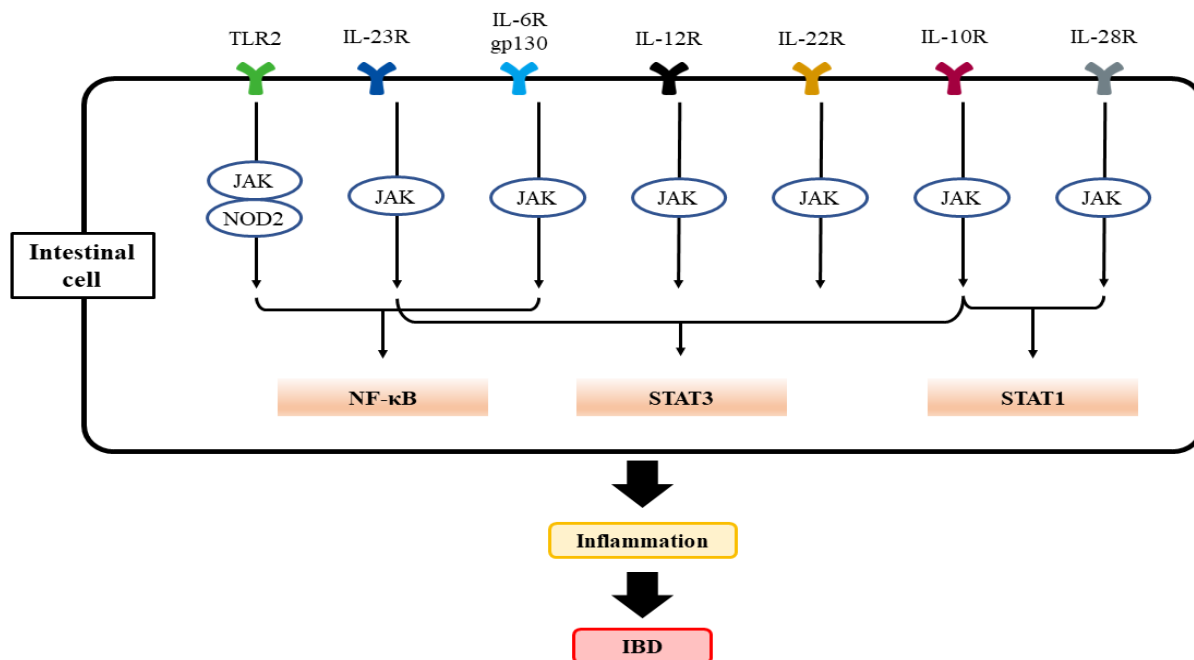 TLR2
IL-23R
IL-6R
gp130
IL-12R
IL-22R
IL-10R
IL-28R
JAK
NOD2
JAK
JAK
JAK
JAK
JAK
JAK
Intestinal
cell
NF-κB
STAT3
STAT1
Inflammation
IBD